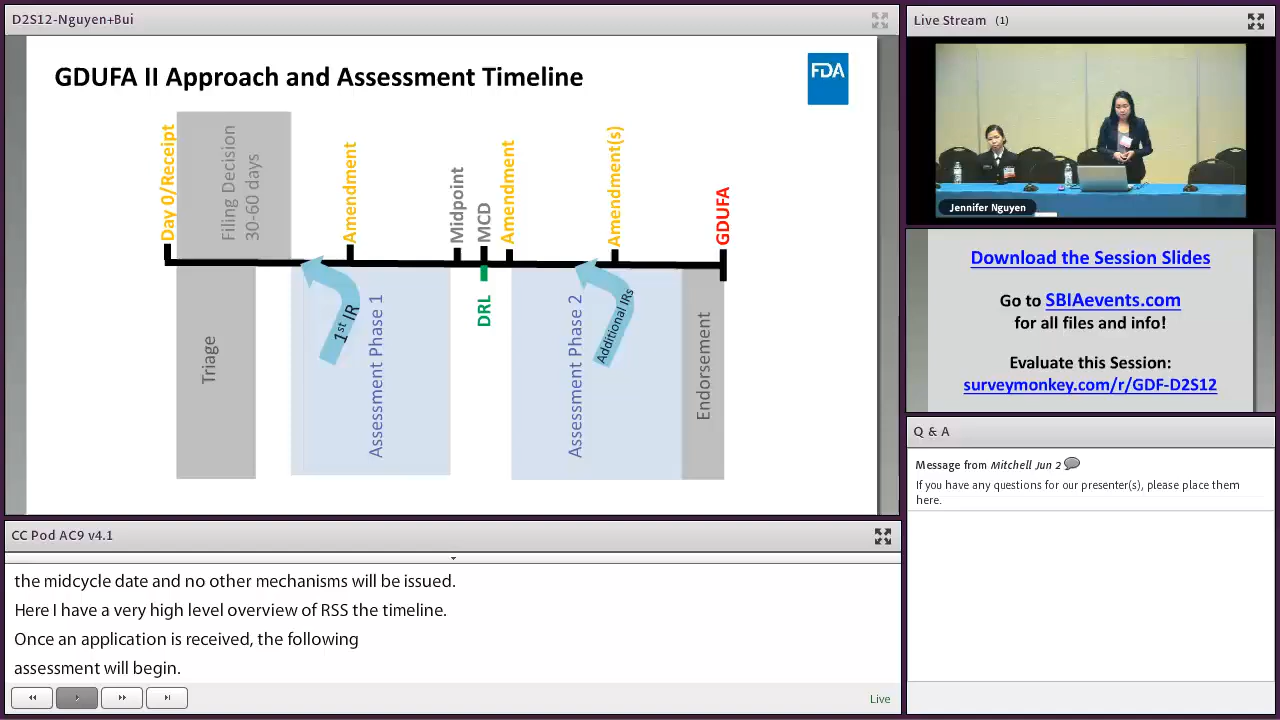 D2S12-Nguyen+Bui
GDUFA II Approach and Assessment Timeline
FDA
Day 0/Receipt
Filing Decision
30-60 days
Amendment
Midpoint
MCD
Amendment
Amendment(s)
GDUFA
Triage
1st IR
Assessment Phase 1
DRL
Assessment Phase 2
Additional IRs
Endorsement
CC Pod AC9 v4.1
the midcycle date and no other mechanisms will be issued.
Here I have a very high level overview of RSS the timeline.
Once an application is received, the following
assessment will begin.
Live
Live Stream (1)
Jennifer Nguyen
Download the Session Slides
Go to SBIAevents.com
for all files and info!
Evaluate this Session:
surveymonkey.com/r/GDF-D2S12
Q & A
Message from Mitchell Jun 2
If you have any questions for our presenter(s), please place them
here.